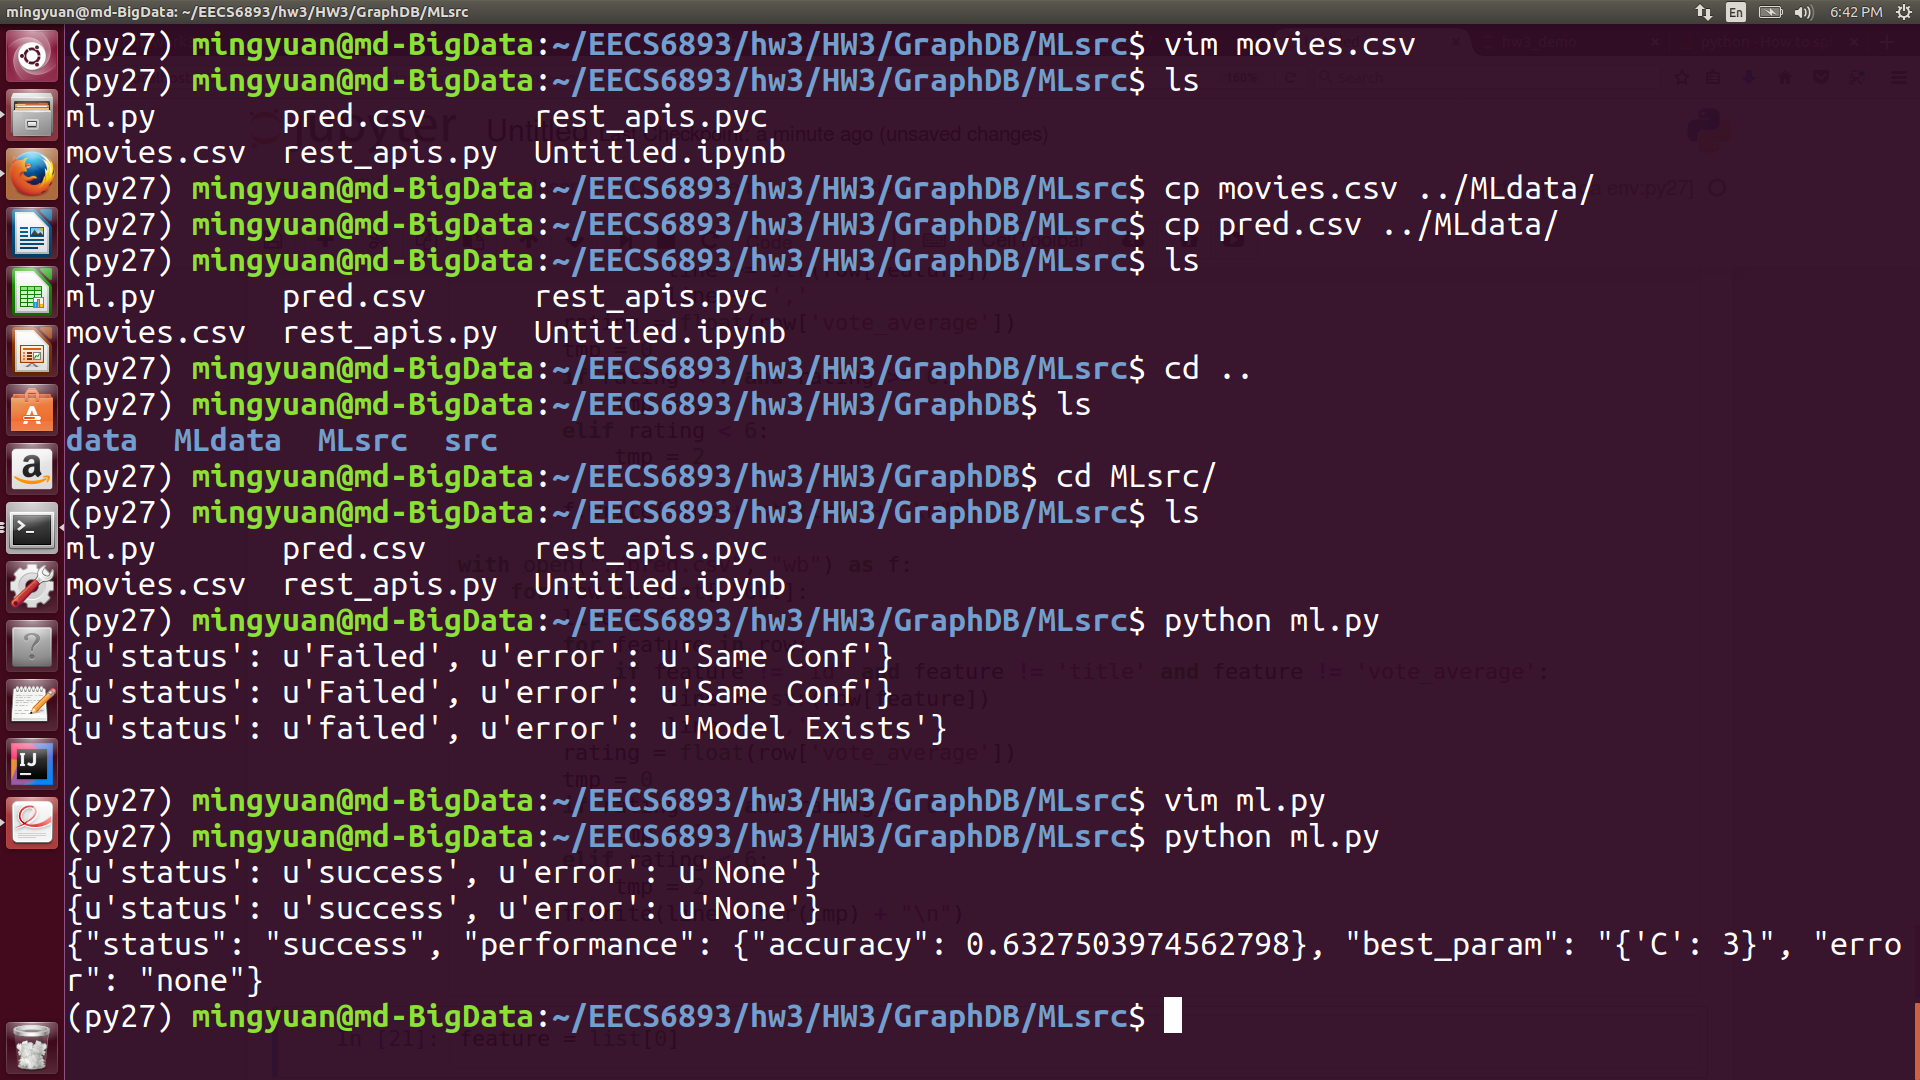 mingyuan@md-BigData: ~/EECS6893/hw3/HW3/GraphDB/MLsrc
En
6:42 PM
(py27) mingyuan@md-BigData:~/EECS6893/hw3/HW3/GraphDB/MLsrc$ vim movies.csv
(py27) mingyuan@md-BigData:~/EECS6893/hw3/HW3/GraphDB/MLsrc$ ls
ml.py       pred.csv      rest_apis.pyc
movies.csv  rest_apis.py  Untitled.ipynb
(py27) mingyuan@md-BigData:~/EECS6893/hw3/HW3/GraphDB/MLsrc$ cp movies.csv ../MLdata/
(py27) mingyuan@md-BigData:~/EECS6893/hw3/HW3/GraphDB/MLsrc$ cp pred.csv ../MLdata/
(py27) mingyuan@md-BigData:~/EECS6893/hw3/HW3/GraphDB/MLsrc$ ls
ml.py       pred.csv      rest_apis.pyc
movies.csv  rest_apis.py  Untitled.ipynb
(py27) mingyuan@md-BigData:~/EECS6893/hw3/HW3/GraphDB/MLsrc$ cd ..
(py27) mingyuan@md-BigData:~/EECS6893/hw3/HW3/GraphDB$ ls
data  MLdata  MLsrc  src
(py27) mingyuan@md-BigData:~/EECS6893/hw3/HW3/GraphDB$ cd MLsrc/
(py27) mingyuan@md-BigData:~/EECS6893/hw3/HW3/GraphDB/MLsrc$ ls
ml.py       pred.csv      rest_apis.pyc
movies.csv  rest_apis.py  Untitled.ipynb
(py27) mingyuan@md-BigData:~/EECS6893/hw3/HW3/GraphDB/MLsrc$ python ml.py
{u'status': u'Failed', u'error': u'Same Conf'}
{u'status': u'Failed', u'error': u'Same Conf'}
{u'status': u'failed', u'error': u'Model Exists'}
(py27) mingyuan@md-BigData:~/EECS6893/hw3/HW3/GraphDB/MLsrc$ vim ml.py
(py27) mingyuan@md-BigData:~/EECS6893/hw3/HW3/GraphDB/MLsrc$ python ml.py
{u'status': u'success', u'error': u'None'}
{u'status': u'success', u'error': u'None'}
{"status": "success", "performance": {"accuracy": 0.6327503974562798}, "best_param": "{'C': 3}", "erro
r": "none"}
(py27) mingyuan@md-BigData:~/EECS6893/hw3/HW3/GraphDB/MLsrc$